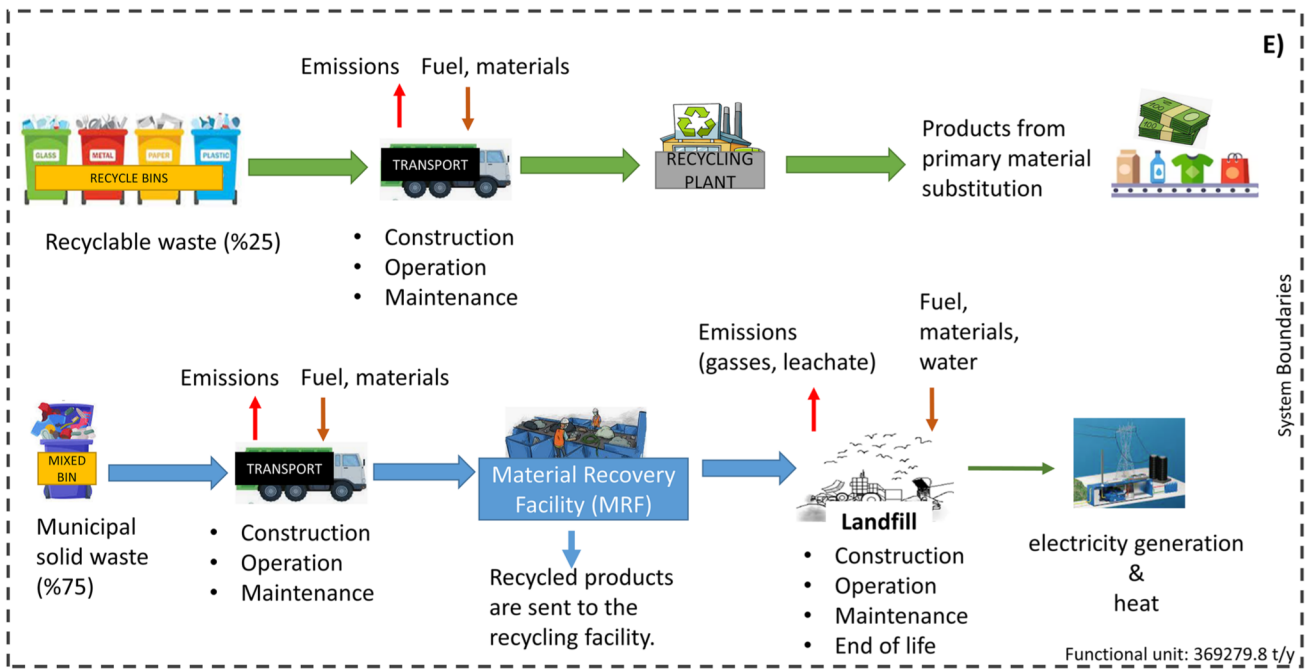 E)
Emissions
Fuel, materials
GLASS
METAL
PAPER
PLASTIC
RECYCLE BINS
TRANSPORT
RECYCLING
PLANT
Products from
primary material
substitution
100
100
Recyclable waste (%25)
• Construction
• Operation
• Maintenance
System Boundaries
Emissions
Fuel, materials
Emissions
(gasses, leachate)
Fuel,
materials,
water
MIXED
BIN
TRANSPORT
Material Recovery
Facility (MRF)
Landfill
Municipal
solid waste
(%75)
• Construction
• Operation
• Maintenance
Recycled products
are sent to the
recycling facility.
• Construction
• Operation
• Maintenance
• End of life
electricity generation
&
heat
Functional unit: 369279.8 t/y